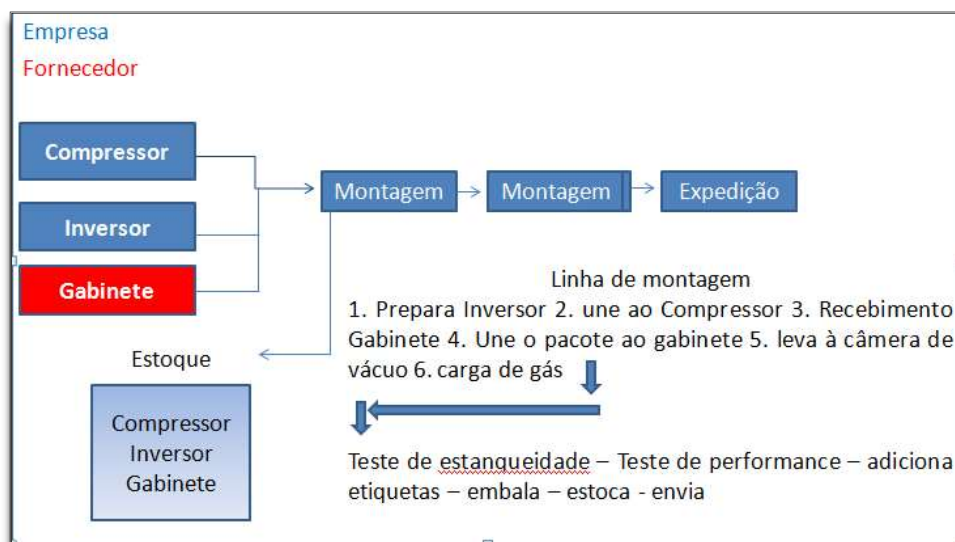 Empresa
Fornecedor
Compressor
Inversor
Gabinete
Montagem
Montagem
Expedição
Linha de montagem
1. Prepara Inversor 2. une ao Compressor 3. Recebimento
Gabinete 4. Une o pacote ao gabinete 5. leva à câmera de
vácuo 6. carga de gás
Estoque
Compressor
Inversor
Gabinete
Teste de estanqueidade – Teste de performance – adiciona
etiquetas – embala – estoca - envia